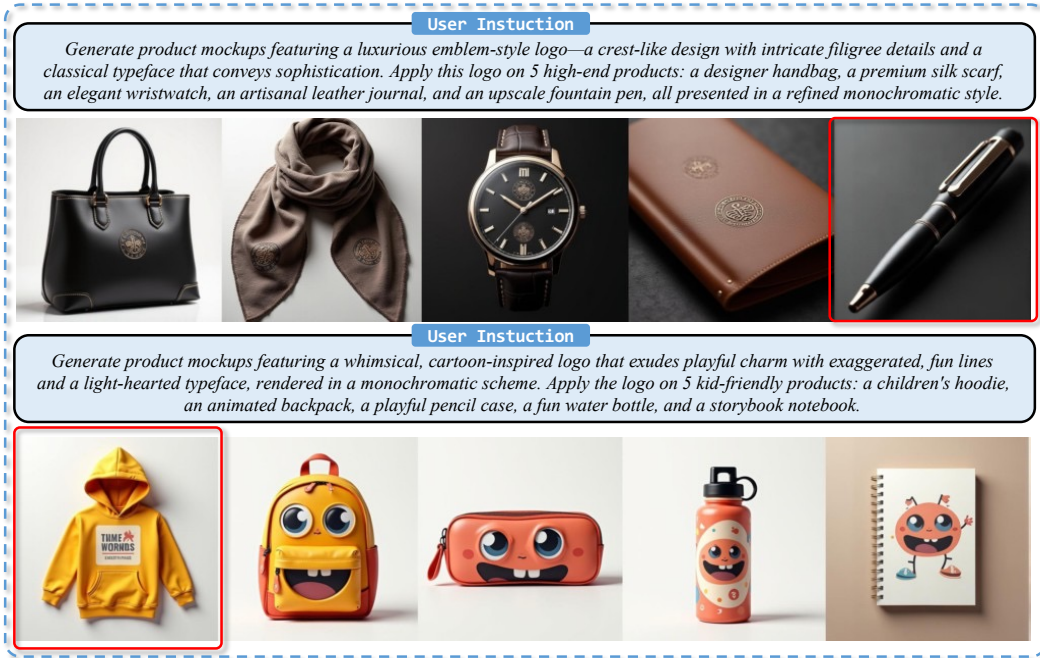 User Instuction
Generate product mockups featuring a luxurious emblem-style logo—a crest-like design with intricate filigree details and a
classical typeface that conveys sophistication. Apply this logo on 5 high-end products: a designer handbag, a premium silk scarf,
an elegant wristwatch, an artisanal leather journal, and an upscale fountain pen, all presented in a refined monochromatic style.
User Instuction
Generate product mockups featuring a whimsical, cartoon-inspired logo that exudes playful charm with exaggerated, fun lines
and a light-hearted typeface, rendered in a monochromatic scheme. Apply the logo on 5 kid-friendly products: a children's hoodie,
an animated backpack, a playful pencil case, a fun water bottle, and a storybook notebook.
TUME
WORNBS